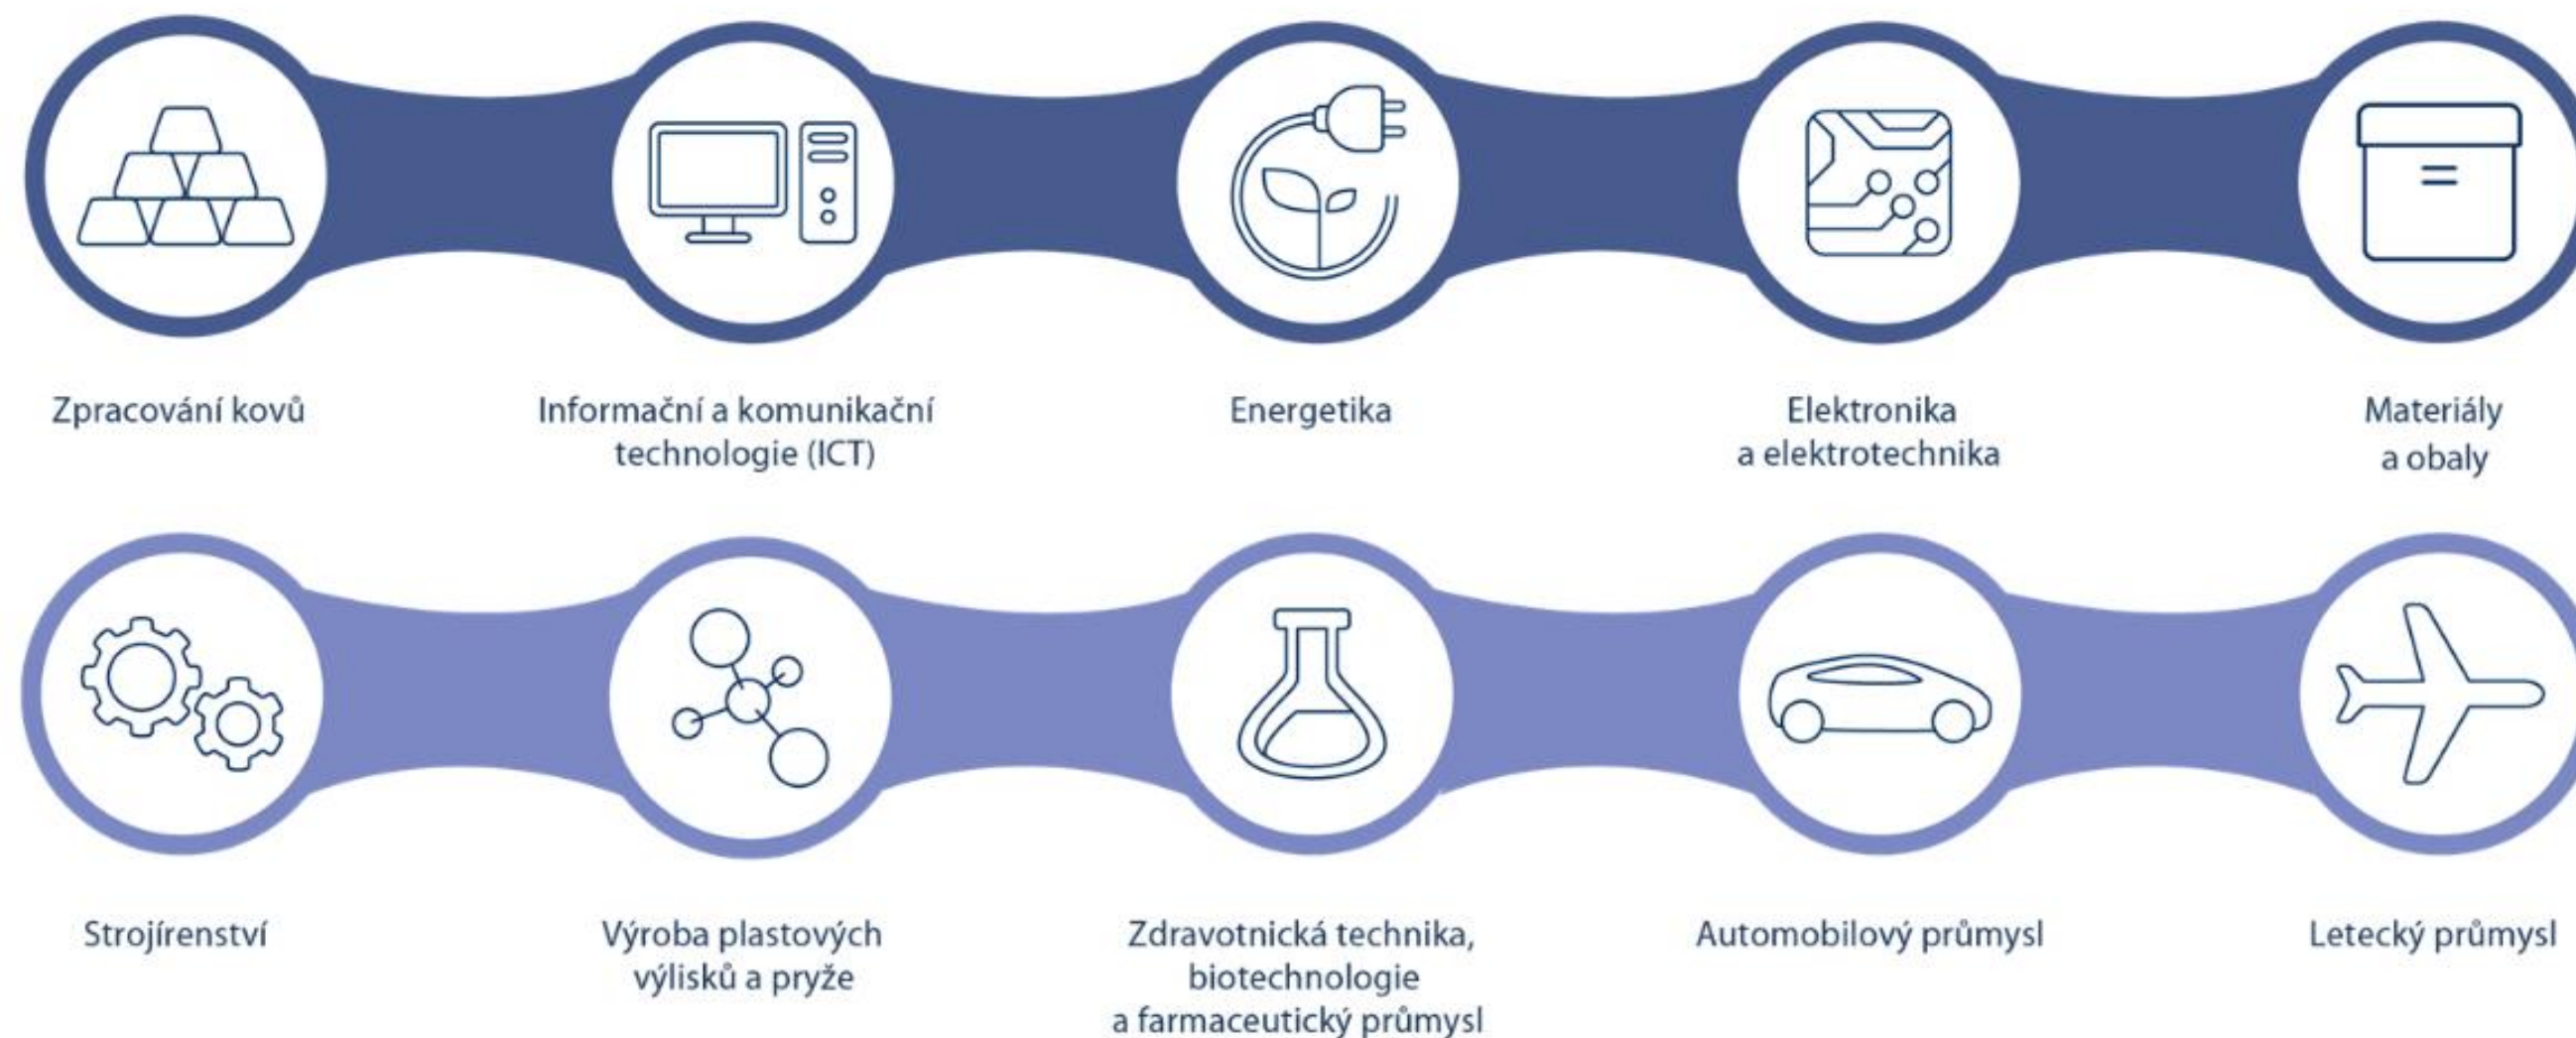 Zpracování kovů
Informační a komunikační
technologie (ICT)
Energetika
Elektronika
a elektrotechnika
Materiály
a obaly
Strojírenství
Výroba plastových
výlisků a pryže
Zdravotnická technika,
biotechnologie
a farmaceutický průmysl
Automobilový průmysl
Letecký průmysl